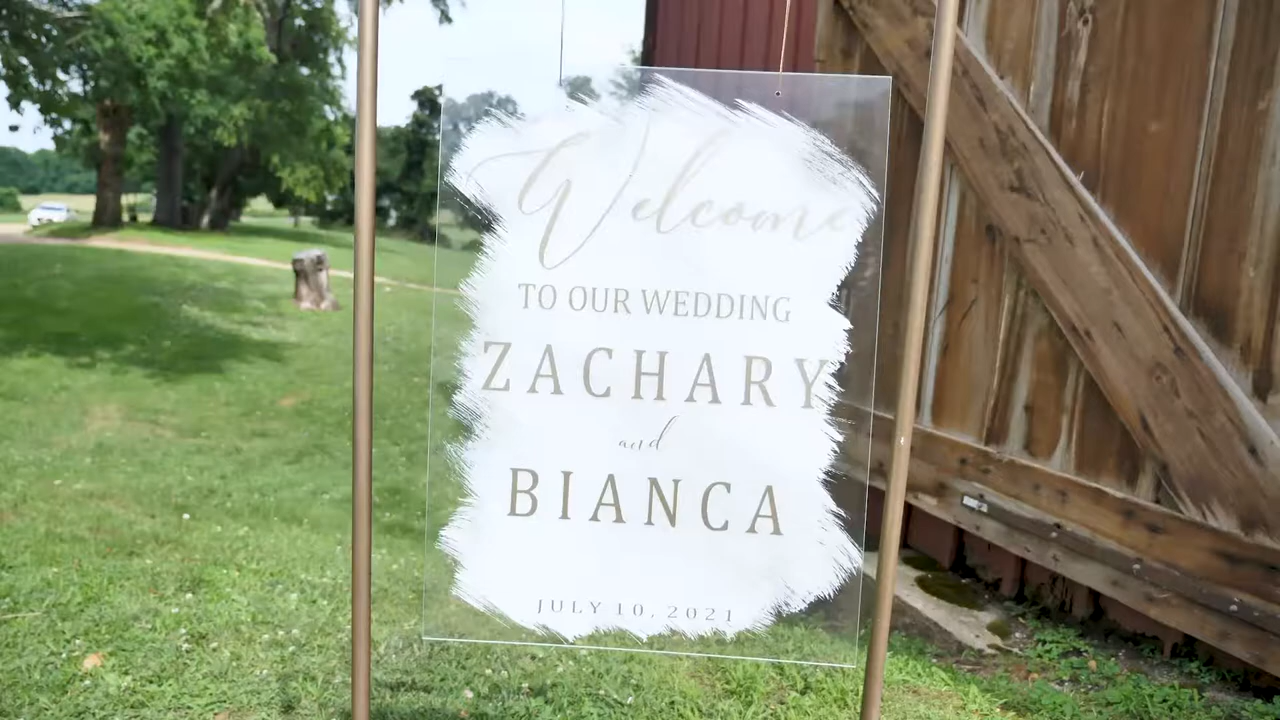 Welcome
TO OUR WEDDING
ZACHARY
and
BIANCA
JULY 10, 2021